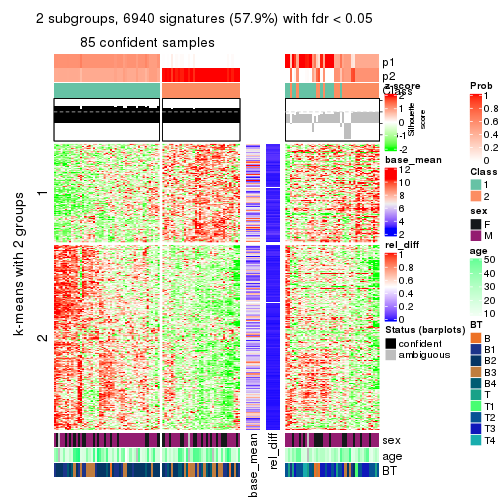 2 subgroups, 6940 signatures (57.9%) with fdr < 0.05
85 confident samples
p1
p2
Class
z-score
2
1
0
-1
-2
Silhouette
score
Prob
1
0.8
0.6
0.4
0.2
0
base_mean
12
10
8
6
4
2
Class
1
2
sex
F
M
rel_diff
1
0.8
0.6
0.4
0.2
0
age
50
40
30
20
10
Status (barplots)
confident
ambiguous
BT
B
B1
B2
B3
B4
T
T1
T2
T3
T4
k-means with 2 groups
1
2
base_mean
rel_diff
sex
age
BT